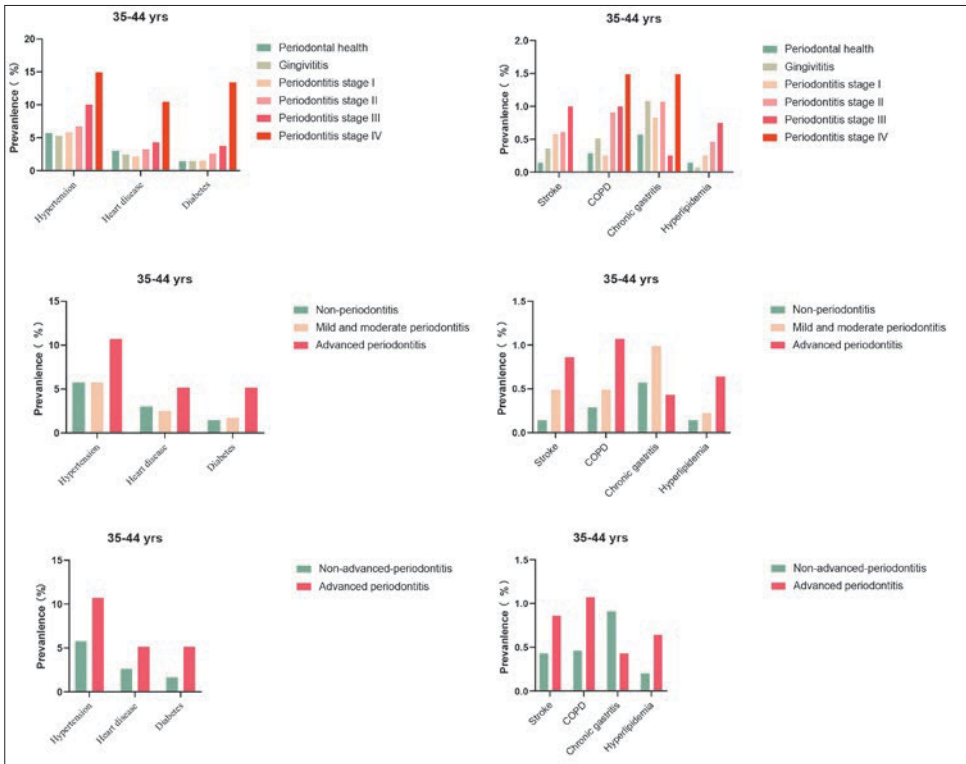 35-44 yrs
Prevanlence( %)
20
15
10
5
0
Hypertension
Heart disease
Diabetes
Periodontal health
Gingivititis
Periodontitis stage I
Periodontitis stage II
Periodontitis stage III
Periodontitis stage IV
35-44 yrs
Prevanlence( %)
2.0
1.5
1.0
0.5
0.0
Stroke
COPD
Chronic gastritis
Hyperlipidemia
Periodontal health
Gingivititis
Periodontitis stage I
Periodontitis stage II
Periodontitis stage III
Periodontitis stage IV
35-44 yrs
Prevanlence( %)
15
10
5
0
Hypertension
Heart disease
Diabetes
Non-periodontitis
Mild and moderate periodontitis
Advanced periodontitis
35-44 yrs
Prevanlence( %)
1.5
1.0
0.5
0.0
Stroke
COPD
Chronic gastritis
Hyperlipidemia
Non-periodontitis
Mild and moderate periodontitis
Advanced periodontitis
35-44 yrs
Prevanlence (%)
15
10
5
0
Hypertension
Heart disease
Diabetes
Non-advanced-periodontitis
Advanced periodontitis
35-44 yrs
Prevanlence (%)
1.5
1.0
0.5
0.0
Stroke
COPD
Chronic gastritis
Hyperlipidemia
Non-advanced-periodontitis
Advanced periodontitis